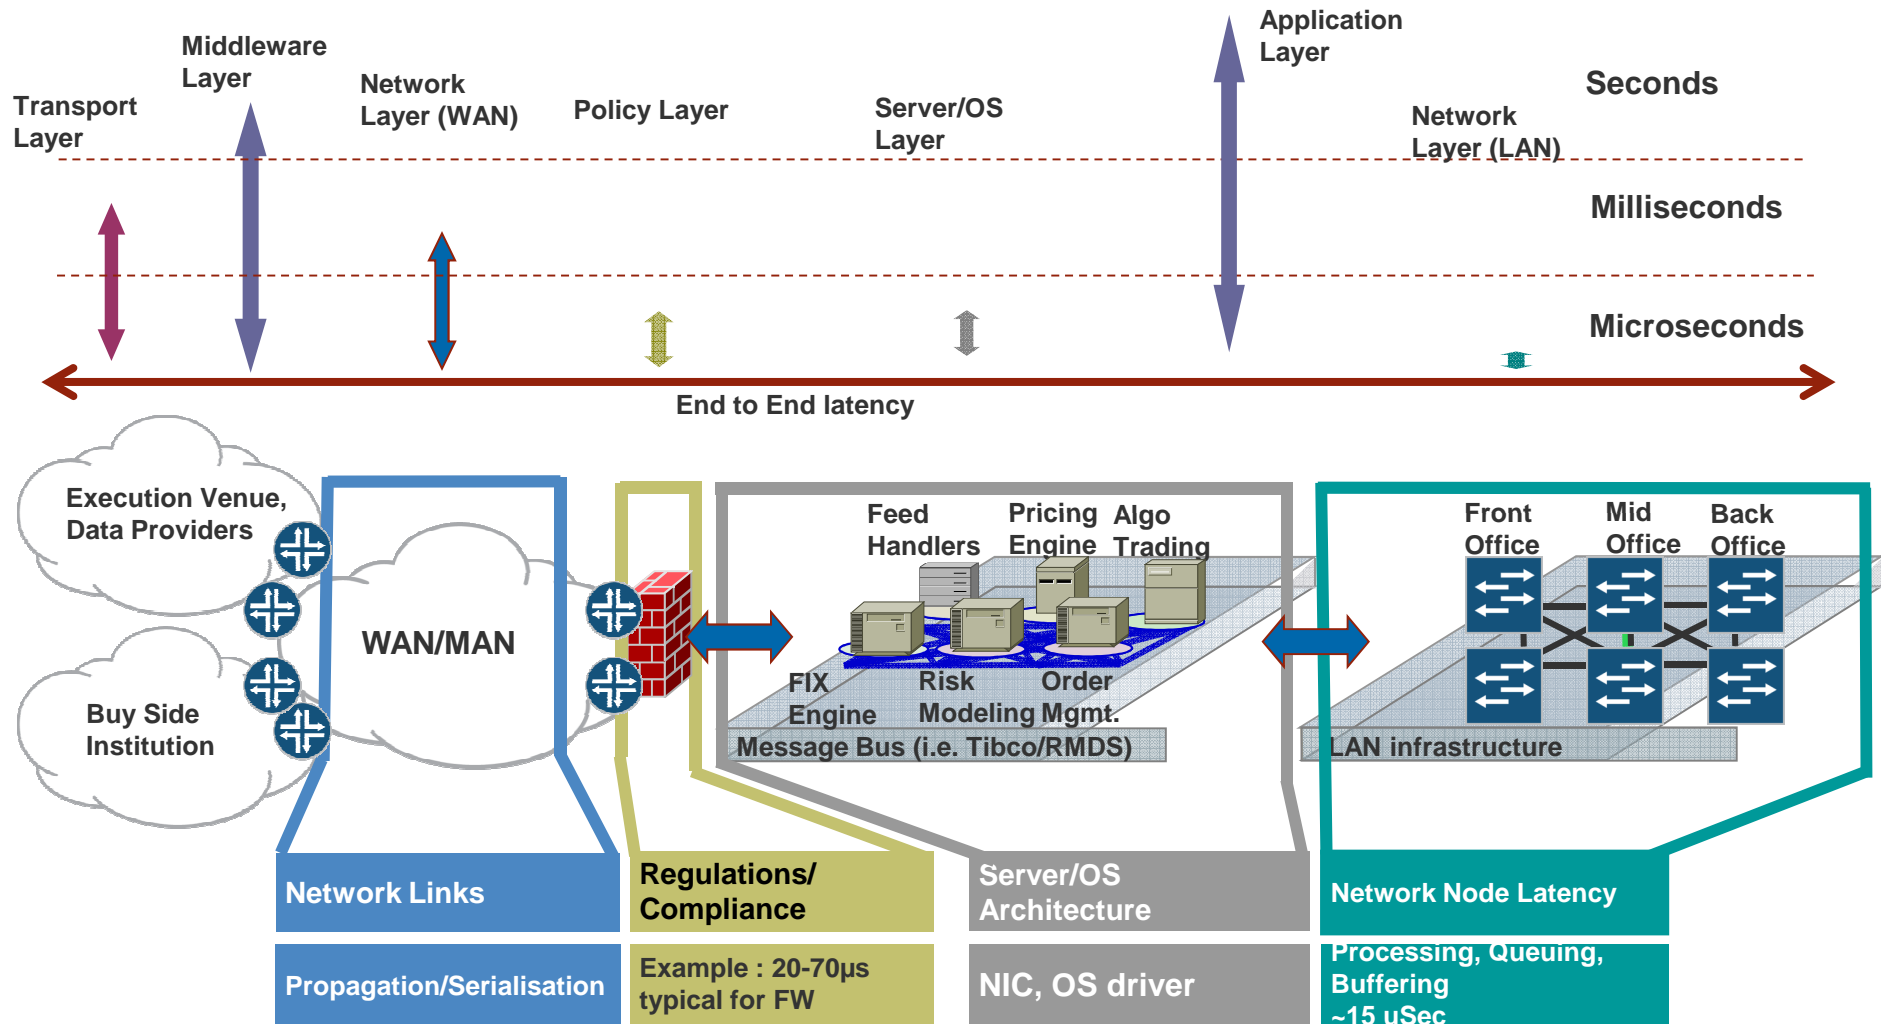 Transport
Layer
Middleware
Layer
Network
Layer (WAN)
Policy Layer
Server/OS
Layer
Application
Layer
Network
Layer (LAN)
Seconds
Milliseconds
Microseconds
End to End latency
Execution Venue,
Data Providers
Buy Side
Institution
WAN/MAN
Feed
Handlers
Pricing
Engine
Algo
Trading
FIX
Engine
Risk
Modeling
Order
Mgmt.
Message Bus (i.e. Tibco/RMDS)
Front
Office
Mid
Office
Back
Office
LAN infrastructure
Network Links
Regulations/
Compliance
Server/OS
Architecture
Network Node Latency
Propagation/Serialisation
Example : 20-70µs
typical for FW
NIC, OS driver
Processing, Queuing,
Buffering
~15 uSec